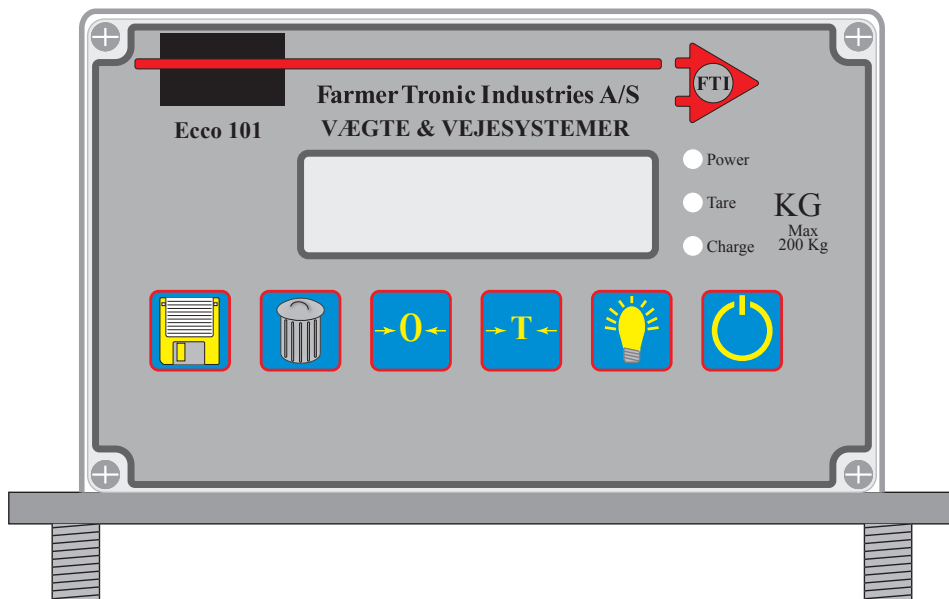 FTI
Farmer Tronic Industries A/S
Ecco 101
VÆGTE & VEJESYSTEMER
Power
Tare
KG
Max
200 Kg
Charge
→0←
→T←